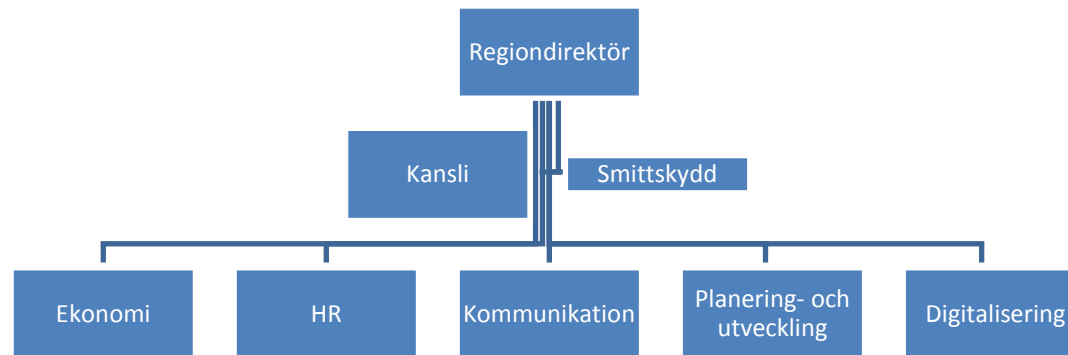 Regiondirektör
Kansli
Smittskydd
Ekonomi
HR
Kommunikation
Planering- och
utveckling
Digitalisering